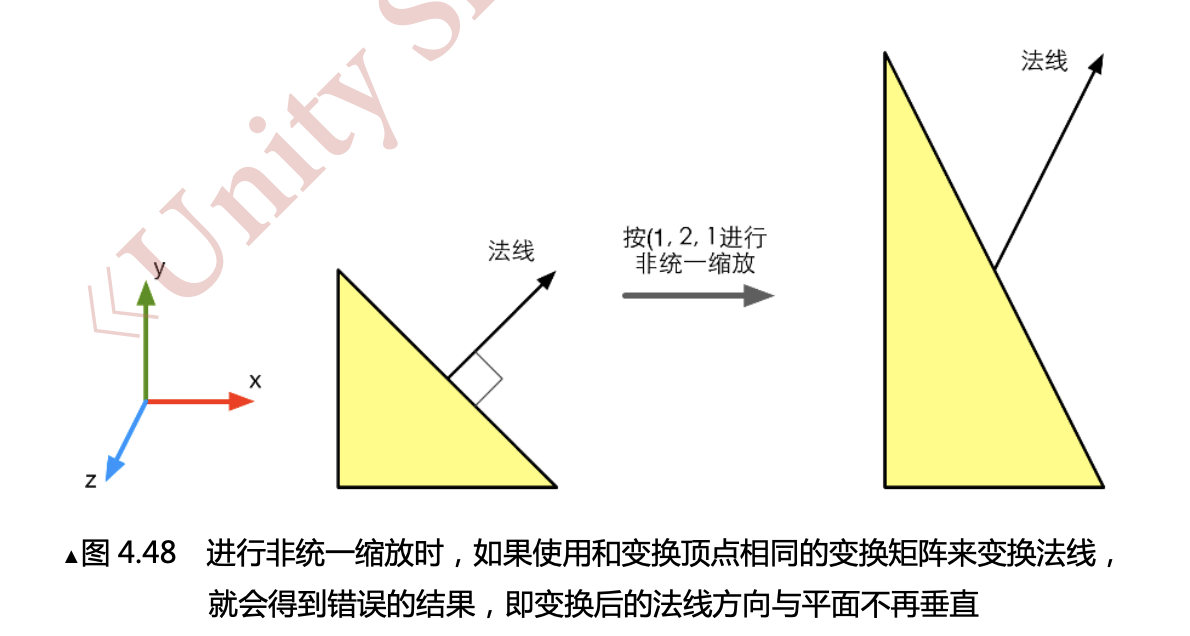 《Unity S
法线
法线
按(1, 2, 1进行
非统一缩放
y
x
z
▲图 4.48　进行非统一缩放时，如果使用和变换顶点相同的变换矩阵来变换法线，
就会得到错误的结果，即变换后的法线方向与平面不再垂直